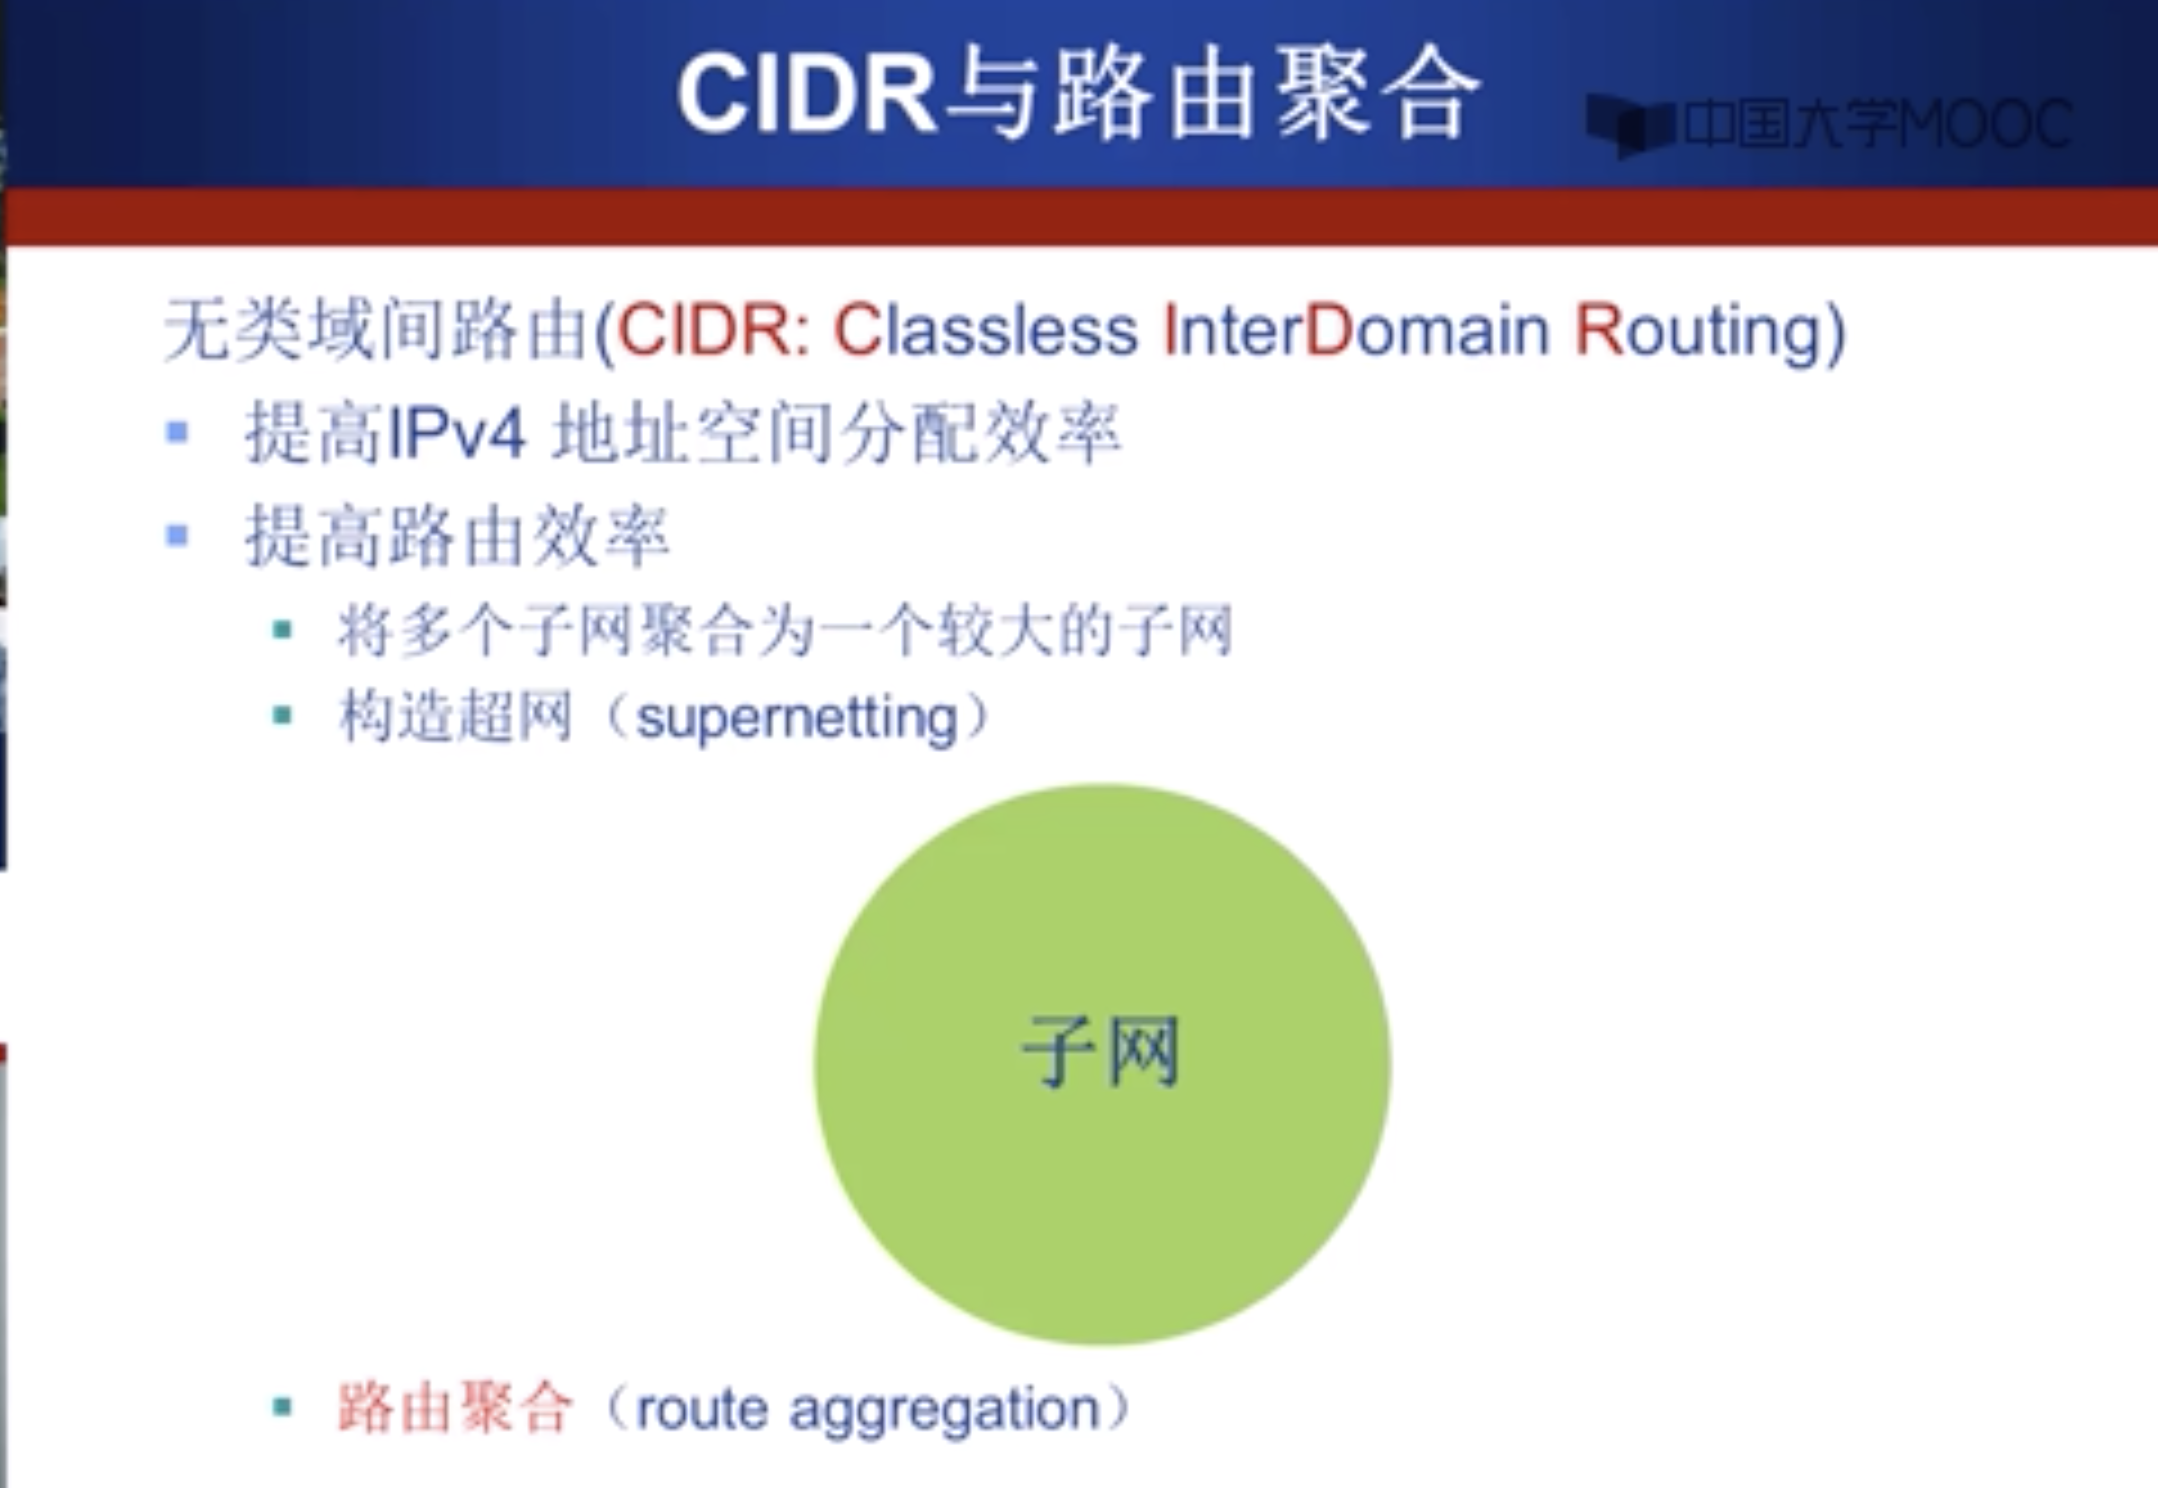 CIDR与路由聚合
中国大学MOOC
无类域间路由(CIDR: Classless InterDomain Routing)
提高IPv4 地址空间分配效率
提高路由效率
将多个子网聚合为一个较大的子网
构造超网（supernetting）
子网
路由聚合（route aggregation）